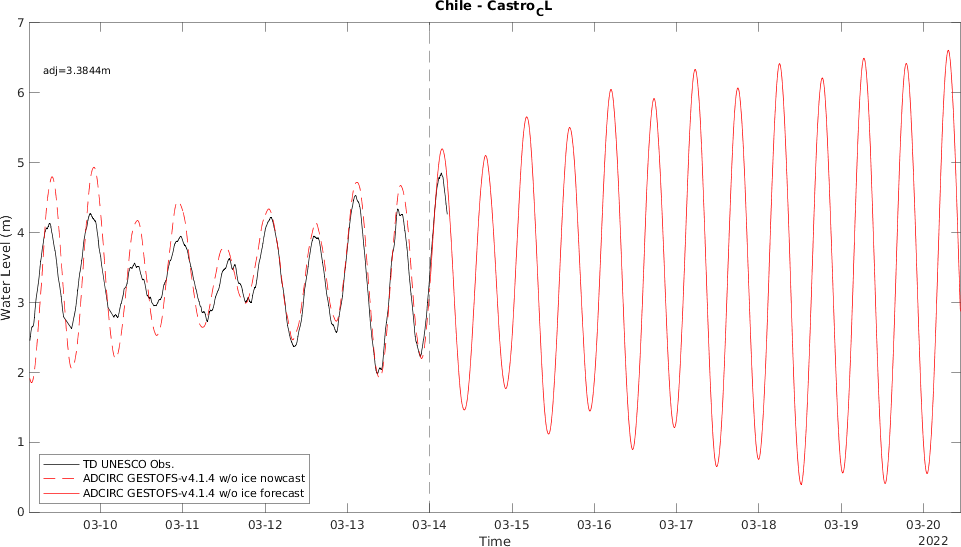 Chile - Castro_CL
7
6
5
4
3
2
1
0
Water Level (m)
adj=3.3844m
TD UNESCO Obs.
ADCIRC GESTOFS-v4.1.4 w/o ice nowcast
ADCIRC GESTOFS-v4.1.4 w/o ice forecast
03-10 03-11 03-12 03-13 03-14 03-15 03-16 03-17 03-18 03-19 03-20
Time
2022